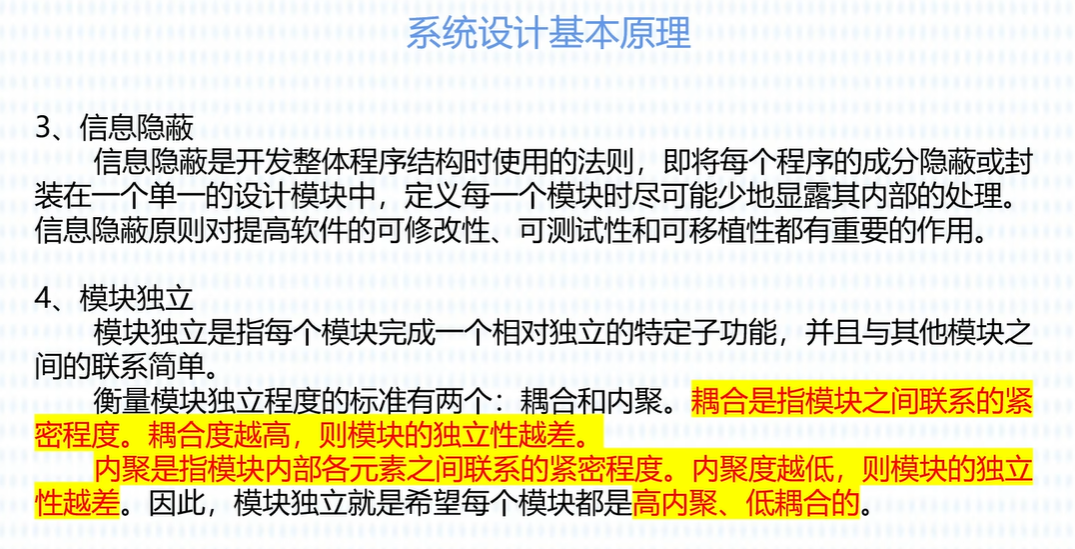 系统设计基本原理
3、信息隐蔽
信息隐蔽是开发整体程序结构时使用的法则，即将每个程序的成分隐蔽或封
装在一个单一的设计模块中，定义每一个模块时尽可能少地显露其内部的处理。
信息隐蔽原则对提高软件的可修改性、可测试性和可移植性都有重要的作用。
4、模块独立
模块独立是指每个模块完成一个相对独立的特定子功能，并且与其他模块之
间的联系简单。
衡量模块独立程度的标准有两个：耦合和内聚。耦合是指模块之间联系的紧
密程度。耦合度越高，则模块的独立性越差。
内聚是指模块内部各元素之间联系的紧密程度。内聚度越低，则模块的独立
性越差。因此，模块独立就是希望每个模块都是高内聚、低耦合的。